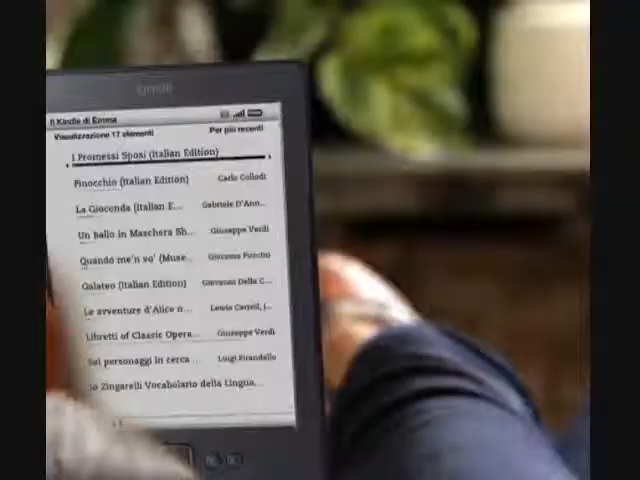 kindle
Il Kindle di Emma
Visualizzazione 17 elementi Per più recenti
I Promessi Sposi (Italian Edition)
Pinocchio (Italian Edition) Carlo Collodi
La Gioconda (Italian E... Gabriele D'Ann...
Un Ballo in Maschera Sh... Giuseppe Verdi
Quando me'n vo' (Muse... Giacomo Puccini
Galateo (Italian Edition) Giovanni Della C...
Le avventure d'Alice n... Lewis Carroll, J...
Libretti of Classic Opera... Giuseppe Verdi
Sei personaggi in cerca ... Luigi Pirandello
Zingarelli Vocabolario della Lingua...